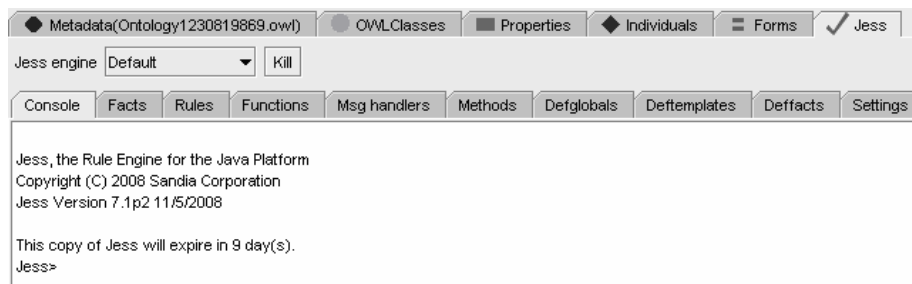 Metadata(Ontology1230819869.owl) OWLClasses Properties Individuals Forms Jess
Jess engine Default Kill
Console Facts Rules Functions Msg handlers Methods Defglobals Deftemplates Deffacts Settings
Jess, the Rule Engine for the Java Platform
Copyright (C) 2008 Sandia Corporation
Jess Version 7.1p2 11/5/2008
This copy of Jess will expire in 9 day(s).
Jess>